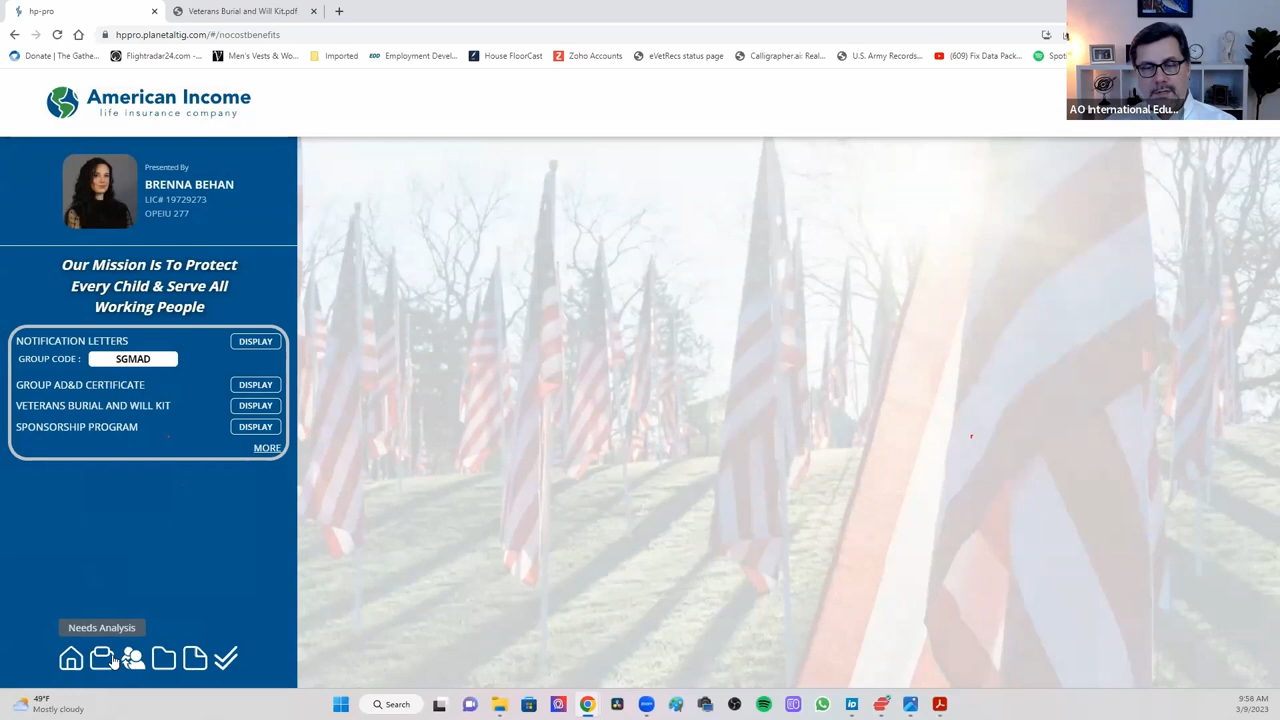 hp-pro
Veterans Burial and Will Kit.pdf
hppro.planetaltig.com/#/nocostbenefits
Donate | The Gathe...
Flightradar24.com -...
Men's Vests & Wo...
Imported
EDD Employment Devel...
House FloorCast
Zoho Accounts
eVetRecs status page
Calligrapher.ai: Real...
U.S. Army Records...
(609) Fix Data Pack...
Spoti
AO International Edu...
American Income
life insurance company
Presented By
BRENNA BEHAN
LIC# 19729273
OPEIU 277
Our Mission Is To Protect
Every Child & Serve All
Working People
NOTIFICATION LETTERS DISPLAY
GROUP CODE : SGMAD
GROUP AD&D CERTIFICATE DISPLAY
VETERANS BURIAL AND WILL KIT DISPLAY
SPONSORSHIP PROGRAM DISPLAY
MORE
Needs Analysis
49°F
Mostly cloudy
Search
9:58 AM
3/9/2023